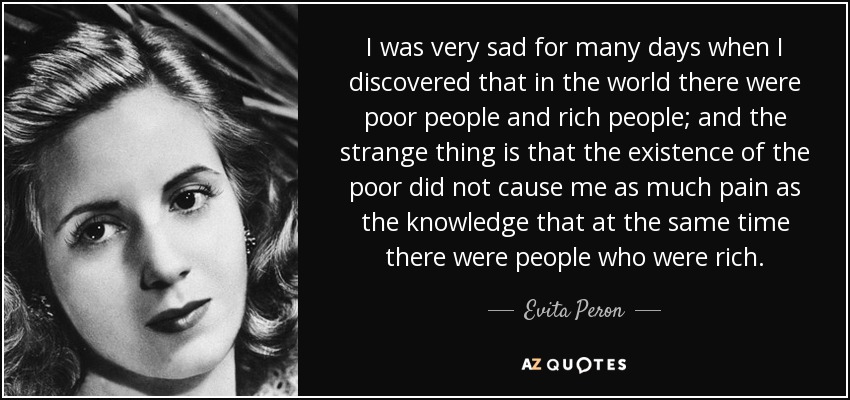 I was very sad for many days when I
discovered that in the world there were
poor people and rich people; and the
strange thing is that the existence of the
poor did not cause me as much pain as
the knowledge that at the same time
there were people who were rich.
Evita Peron
AZ QUOTES